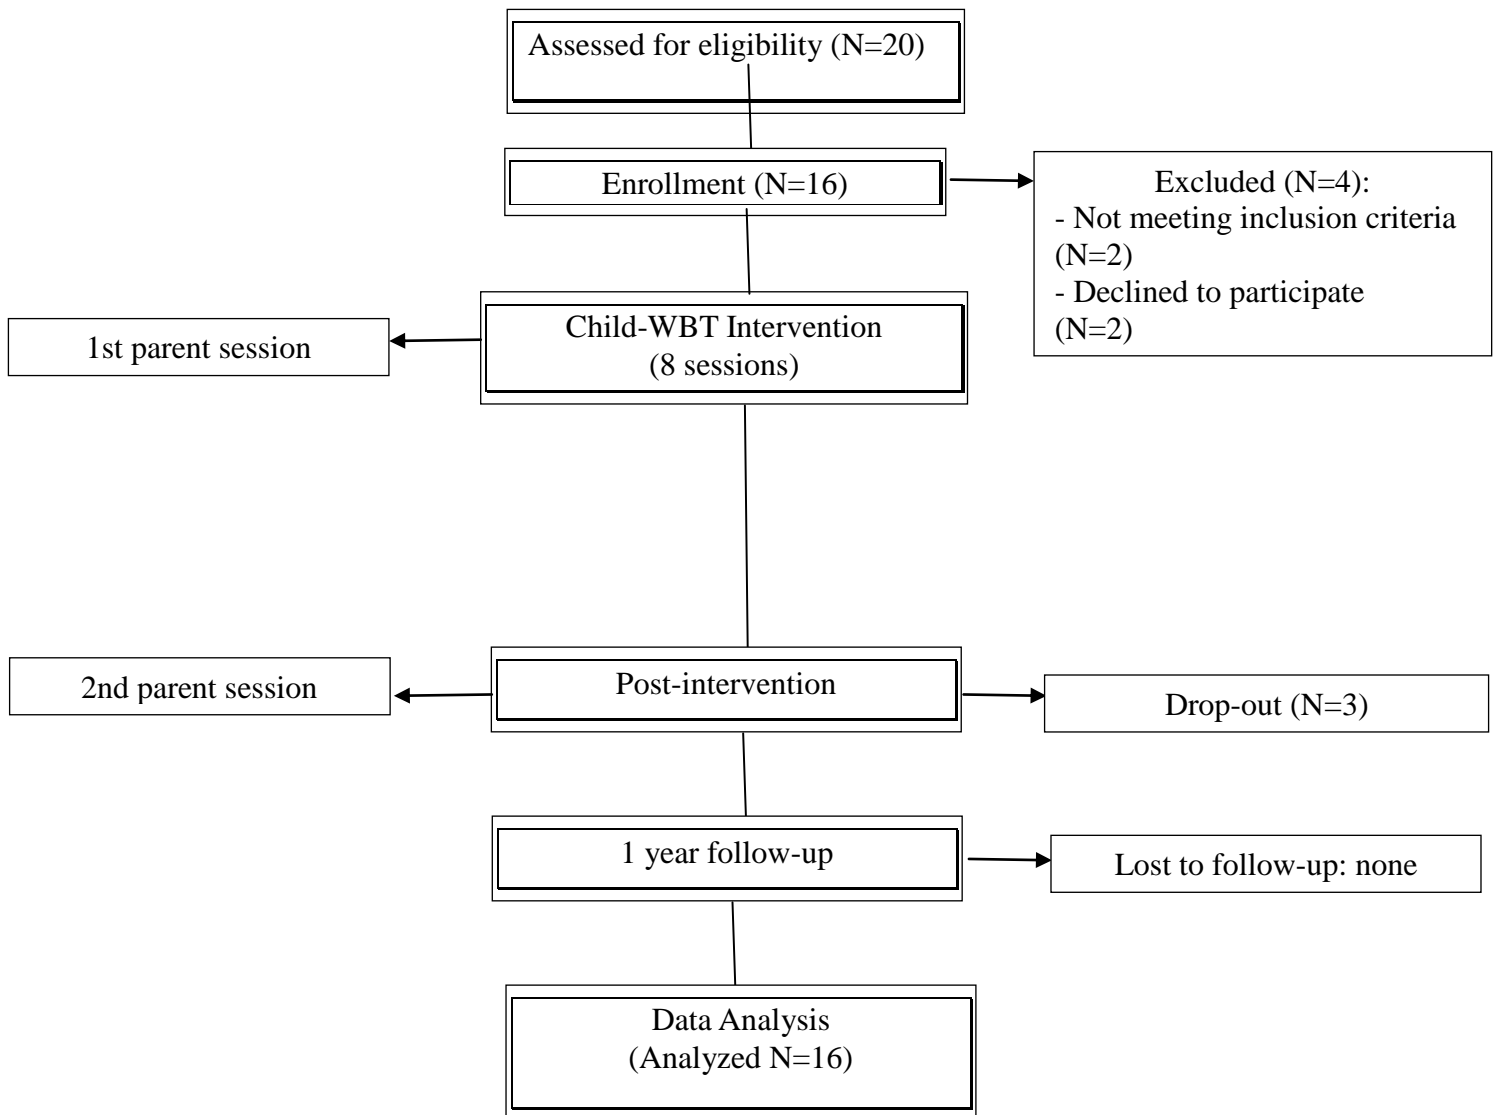 Assessed for eligibility (N=20)
Enrollment (N=16)
Excluded (N=4):
- Not meeting inclusion criteria
(N=2)
- Declined to participate
(N=2)
Child-WBT Intervention
(8 sessions)
1st parent session
Post-intervention
2nd parent session
Drop-out (N=3)
1 year follow-up
Lost to follow-up: none
Data Analysis
(Analyzed N=16)